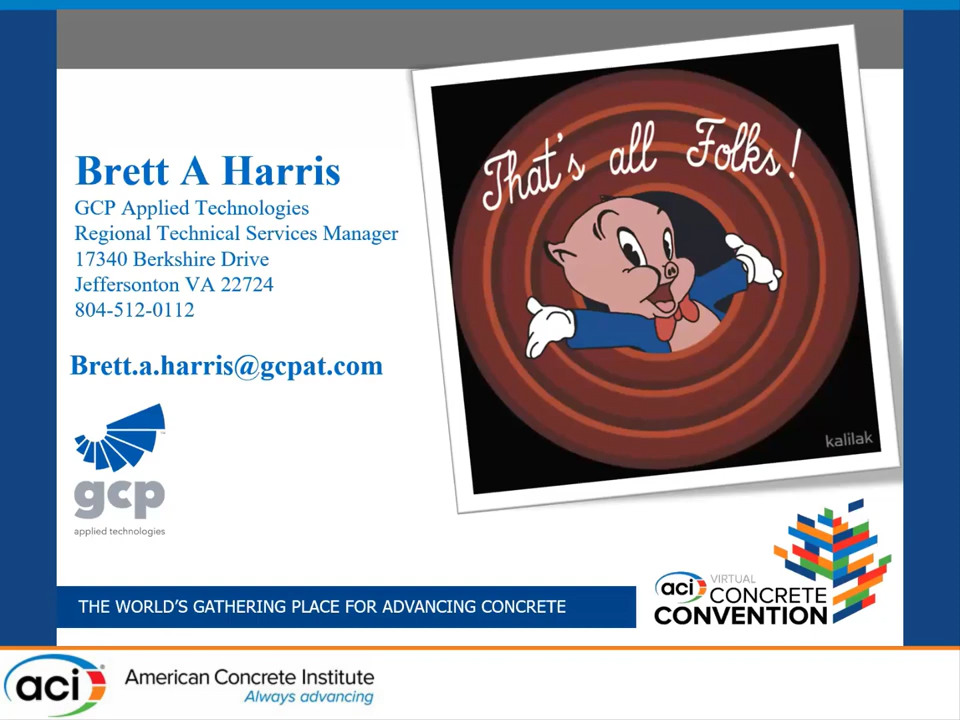 That's all Folks!
Brett A Harris
GCP Applied Technologies
Regional Technical Services Manager
17340 Berkshire Drive
Jeffersonton VA 22724
804-512-0112
Brett.a.harris@gcpat.com
kalilak
gcp
applied technologies
THE WORLD'S GATHERING PLACE FOR ADVANCING CONCRETE
aci VIRTUAL
CONCRETE
CONVENTION
aci American Concrete Institute
Always advancing